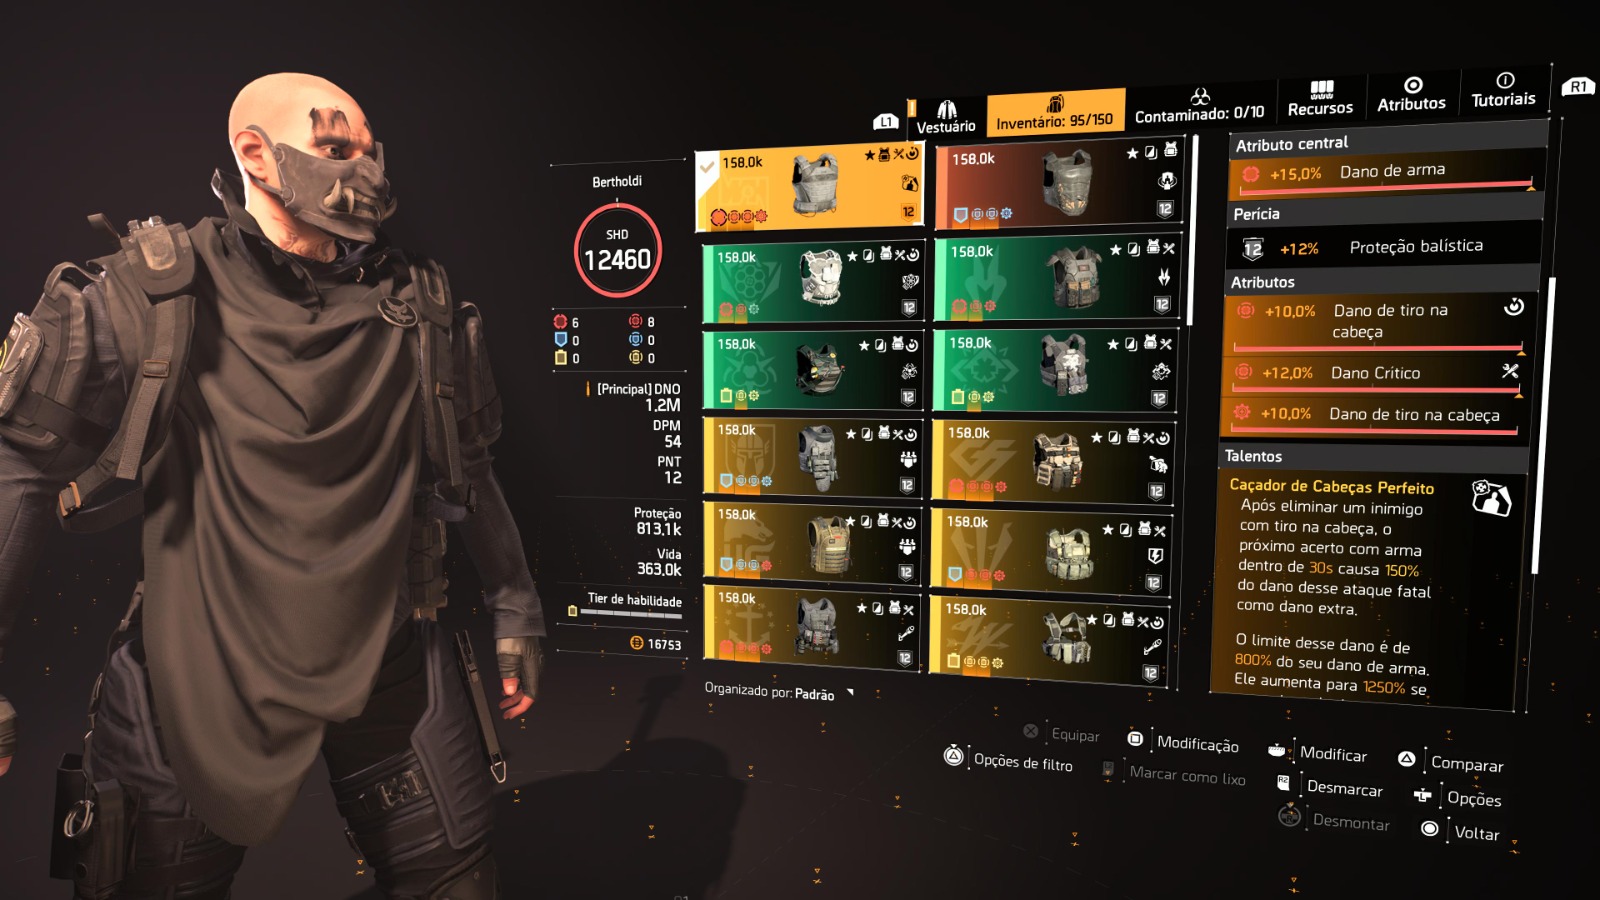 L1
Vestuário
Inventário: 95/150
Contaminado: 0/10
Recursos
Atributos
Tutoriais
R1
Bertholdi
SHD
12460
6
8
0
0
0
0
[Principal] DNO
1.2M
DPM
54
PNT
12
Proteção
813,1k
Vida
363,0k
Tier de habilidade
16753
158,0k
12
158,0k
12
158,0k
12
158,0k
12
158,0k
12
158,0k
12
158,0k
12
158,0k
12
158,0k
12
158,0k
12
158,0k
12
158,0k
12
Organizado por: Padrão
Atributo central
+15,0% Dano de arma
Perícia
12 +12% Proteção balística
Atributos
+10,0% Dano de tiro na
cabeça
+12,0% Dano Crítico
+10,0% Dano de tiro na cabeça
Talentos
Caçador de Cabeças Perfeito
Após eliminar um inimigo
com tiro na cabeça, o
próximo acerto com arma
dentro de 30s causa 150%
do dano desse ataque fatal
como dano extra.
O limite desse dano é de
800% do seu dano de arma.
Ele aumenta para 1250% se
Equipar
Modificação
Modificar
Comparar
Opções de filtro
Marcar como lixo
R2
Desmarcar
Opções
Desmontar
Voltar